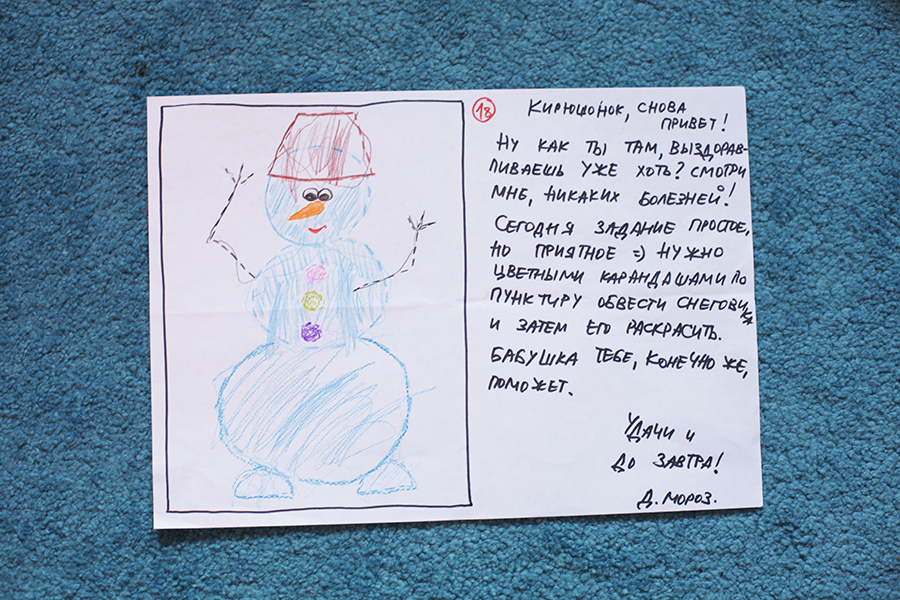 18
Кирюшонок, снова
привет!
Ну как ты там, выздорав-
ливаешь уже хоть? Смотри
мне, никаких болезней!
Сегодня задание простое,
но приятное =) Нужно
цветными карандашами по
пунктиру обвести снеговика
и затем его раскрасить.
Бабушка тебе, конечно же,
поможет.
Удачи и
до завтра!
Д. Мороз.